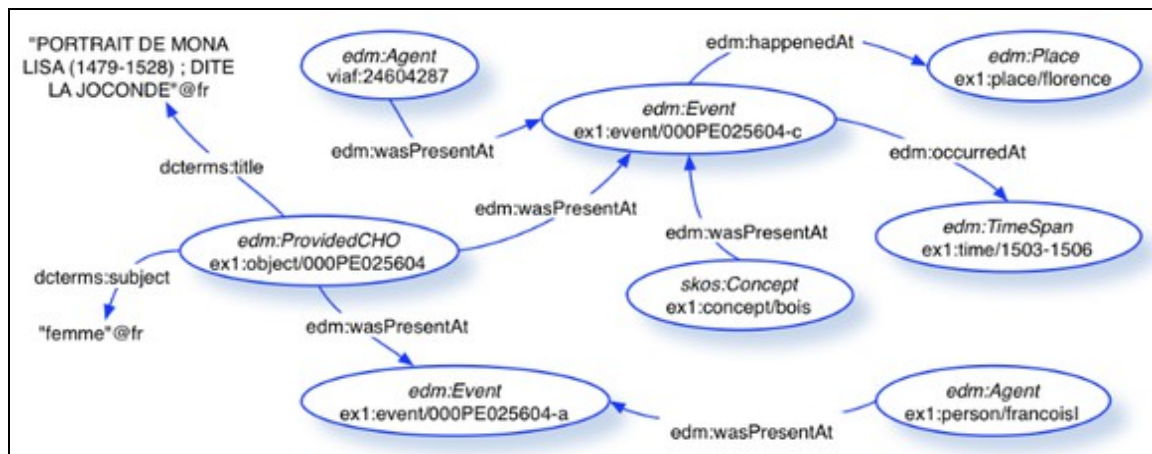 "PORTRAIT DE MONA
LISA (1479-1528) ; DITE
LA JOCONDE"@fr
edm:Agent
viaf:24604287
edm:happenedAt
edm:Place
ex1:place/florence
edm:Event
ex1:event/000PE025604-c
edm:wasPresentAt
edm:occurredAt
dcterms:title
edm:wasPresentAt
edm:ProvidedCHO
ex1:object/000PE025604
edm:wasPresentAt
edm:TimeSpan
ex1:time/1503-1506
dcterms:subject
skos:Concept
ex1:concept/bois
"femme"@fr
edm:wasPresentAt
edm:Event
ex1:event/000PE025604-a
edm:Agent
ex1:person/francoisI
edm:wasPresentAt